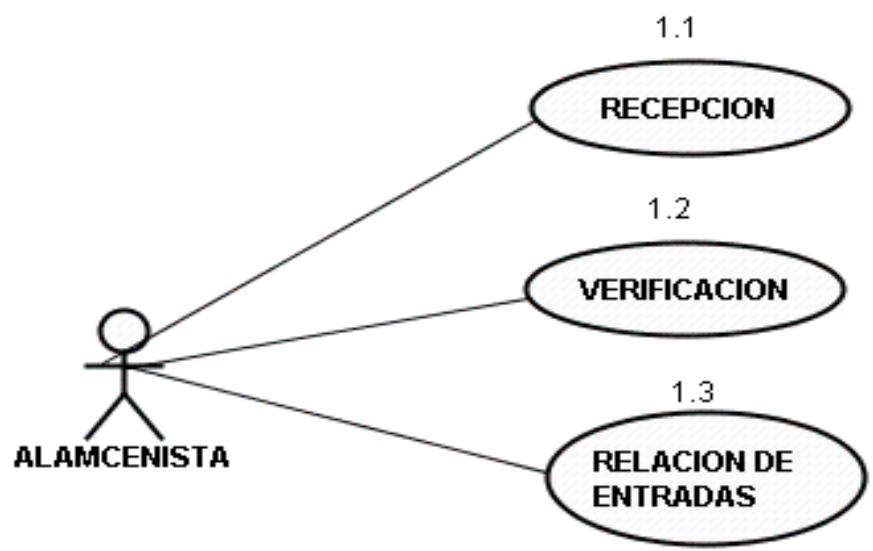 1.1
RECEPCION
1.2
VERIFICACION
1.3
RELACION DE
ENTRADAS
ALAMCENISTA